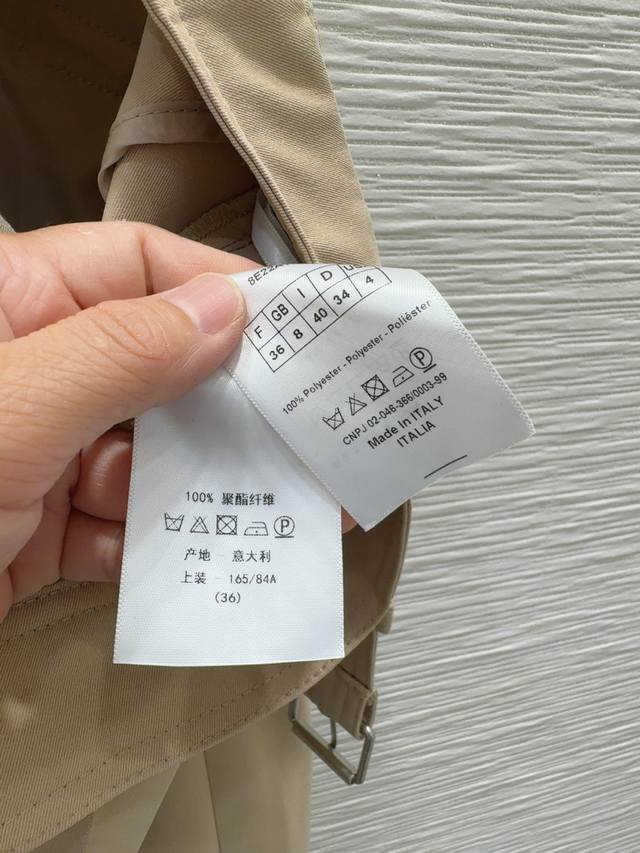 F GB I D
36 8 40 34 4
100% Polyester - Polyester - Poliéster
P
CNPJ 02-046-366/0003-99
Made in ITALY
ITALIA
100% 聚酯纤维
P
产地 - 意大利
上装 - 165/84A
(36)